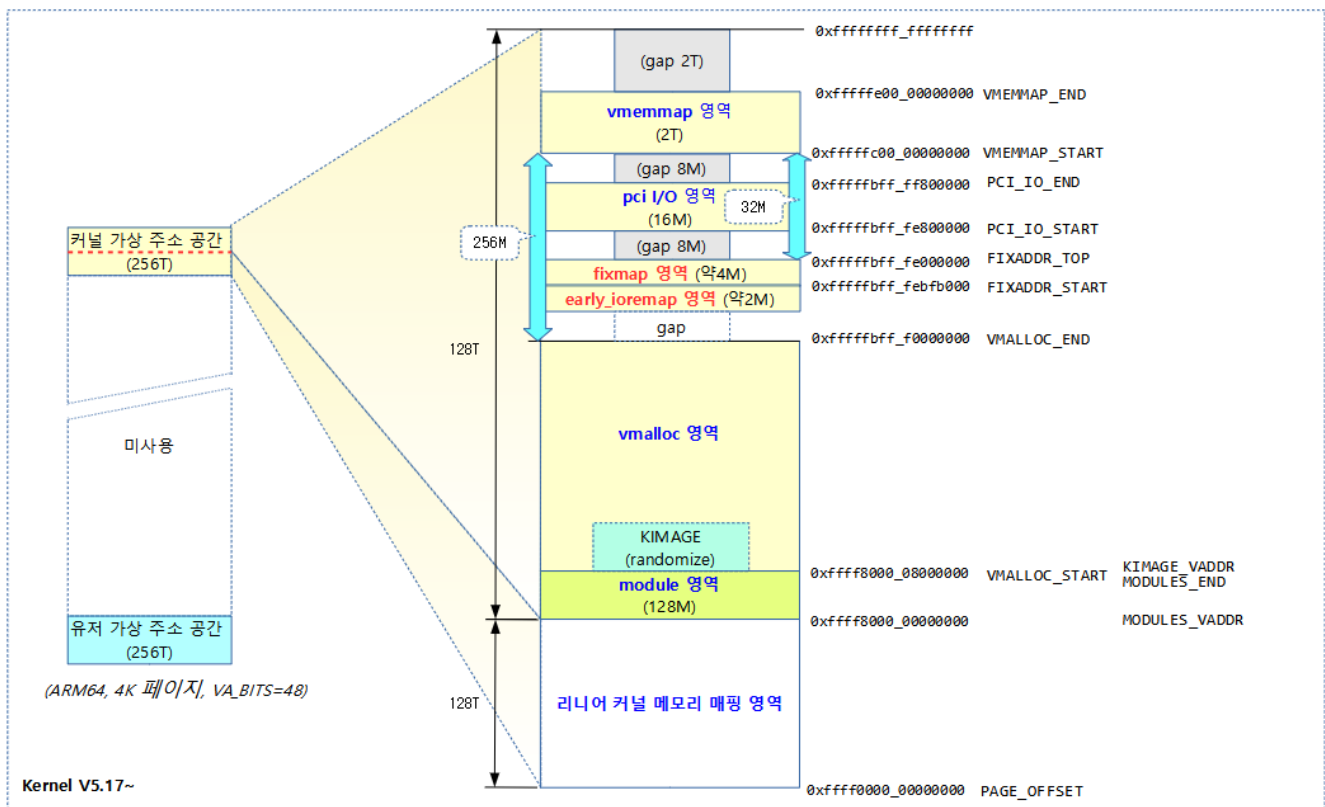 0xffffffff_ffffffff
(gap 2T)
0xfffffe00_00000000 VMEMMAP_END
vmemmap 영역
(2T)
0xfffffc00_00000000 VMEMMAP_START
(gap 8M)
0xfffffbff_ff800000 PCI_IO_END
pci I/O 영역
(16M)
32M
0xfffffbff_fe800000 PCI_IO_START
(gap 8M)
0xfffffbff_fe000000 FIXADDR_TOP
fixmap 영역 (약4M)
0xfffffbff_febfb000 FIXADDR_START
early_ioremap 영역 (약2M)
gap
0xfffffbff_f0000000 VMALLOC_END
256M
128T
커널 가상 주소 공간
(256T)
미사용
vmalloc 영역
KIMAGE
(randomize)
0xffff8000_08000000 VMALLOC_START KIMAGE_VADDR
MODULES_END
module 영역
(128M)
0xffff8000_00000000 MODULES_VADDR
유저 가상 주소 공간
(256T)
(ARM64, 4K 페이지, VA_BITS=48)
128T
리니어 커널 메모리 매핑 영역
Kernel V5.17~
0xffff0000_00000000 PAGE_OFFSET